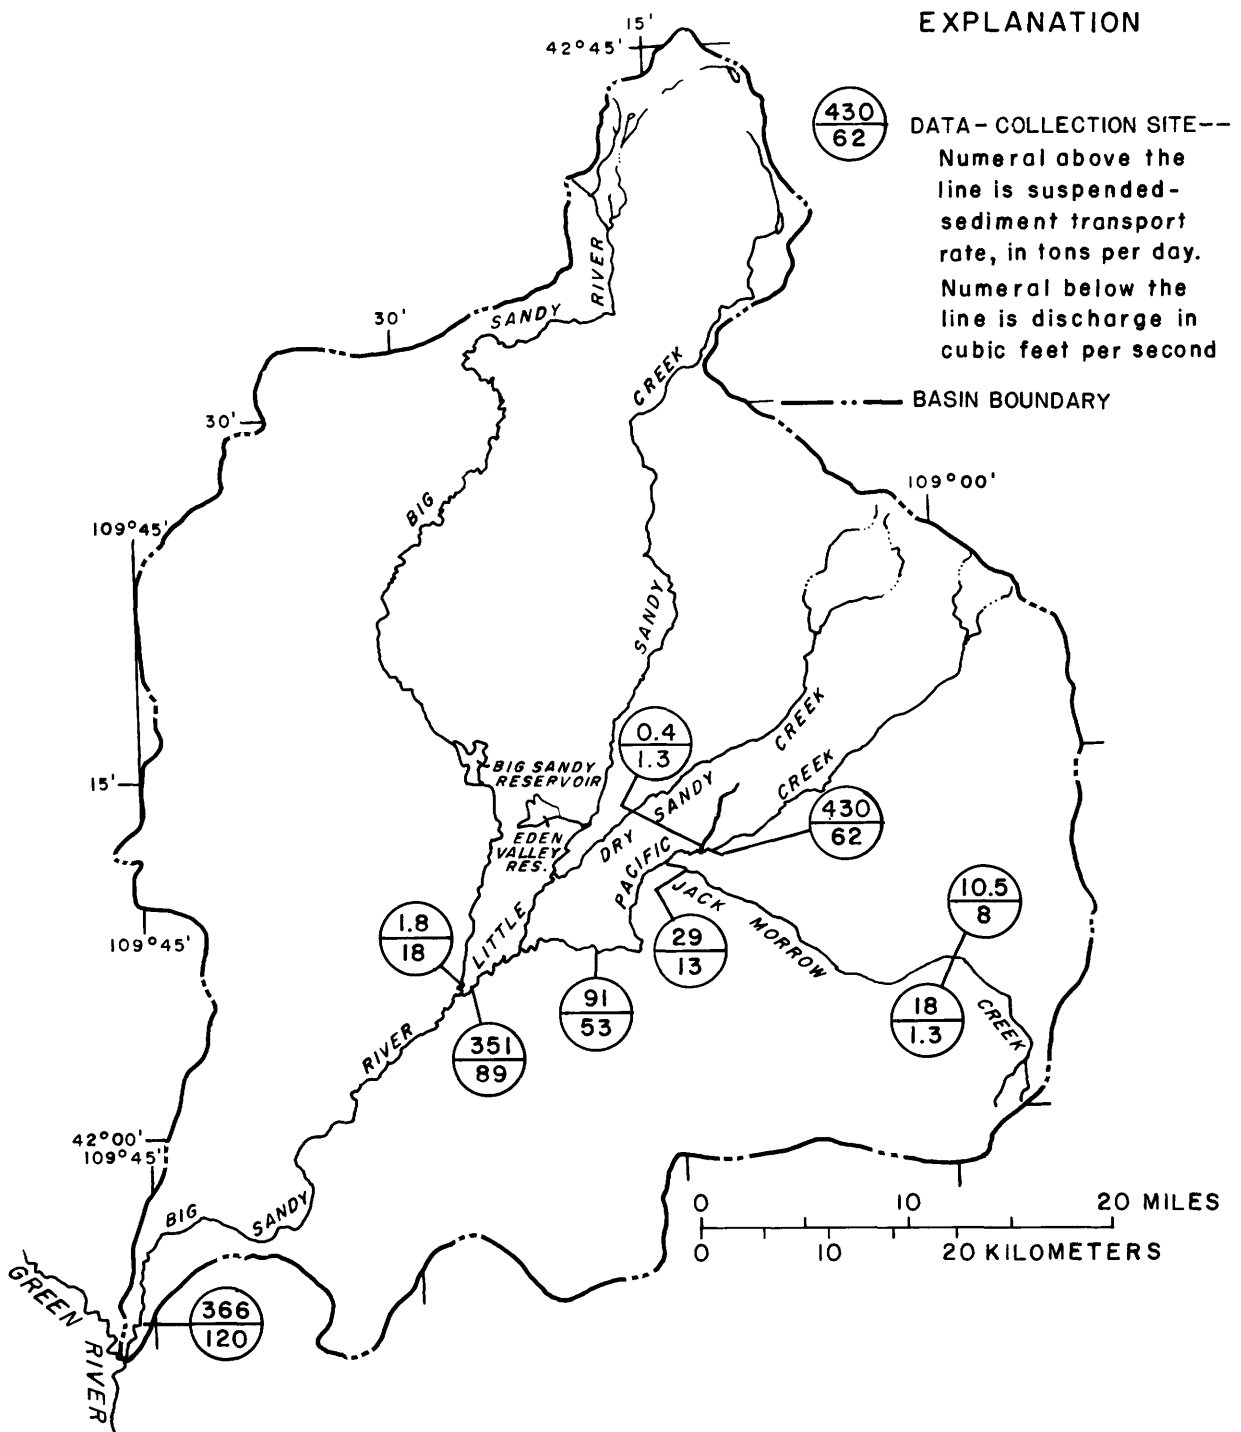 EXPLANATION
15'
42°45'
430
62
DATA-COLLECTION SITE--
Numeral above the
line is suspended-
sediment transport
rate, in tons per day.
Numeral below the
line is discharge in
cubic feet per second
BASIN BOUNDARY
30'
SANDY
RIVER
CREEK
30'
BIG
109°00'
109°45'
SANDY
CREEK
0.4
1.3
BIG SANDY
RESERVOIR
15'
SANDY
CREEK
430
62
EDEN
VALLEY
RES.
DRY
PACIFIC
JACK
MORROW
CREEK
10.5
8
1.8
18
LITTLE
109°45'
29
13
91
53
18
1.3
RIVER
351
89
42°00'
109°45'
BIG
SANDY
0 10 20 MILES
0 10 20 KILOMETERS
GREEN
RIVER
366
120